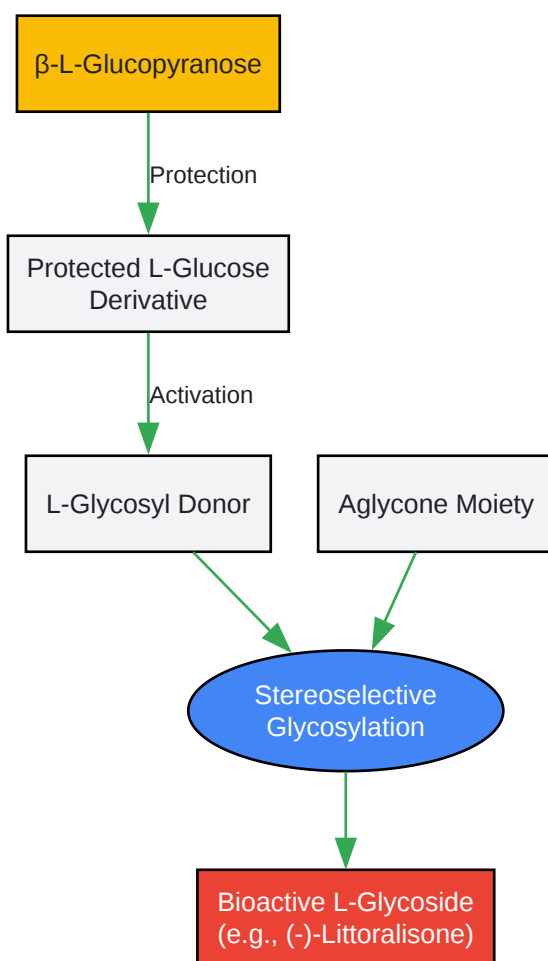 β-L-Glucopyranose
Protection
Protected L-Glucose
Derivative
Activation
L-Glycosyl Donor
Aglycone Moiety
Stereoselective
Glycosylation
Bioactive L-Glycoside
(e.g., (-)-Littoralisone)